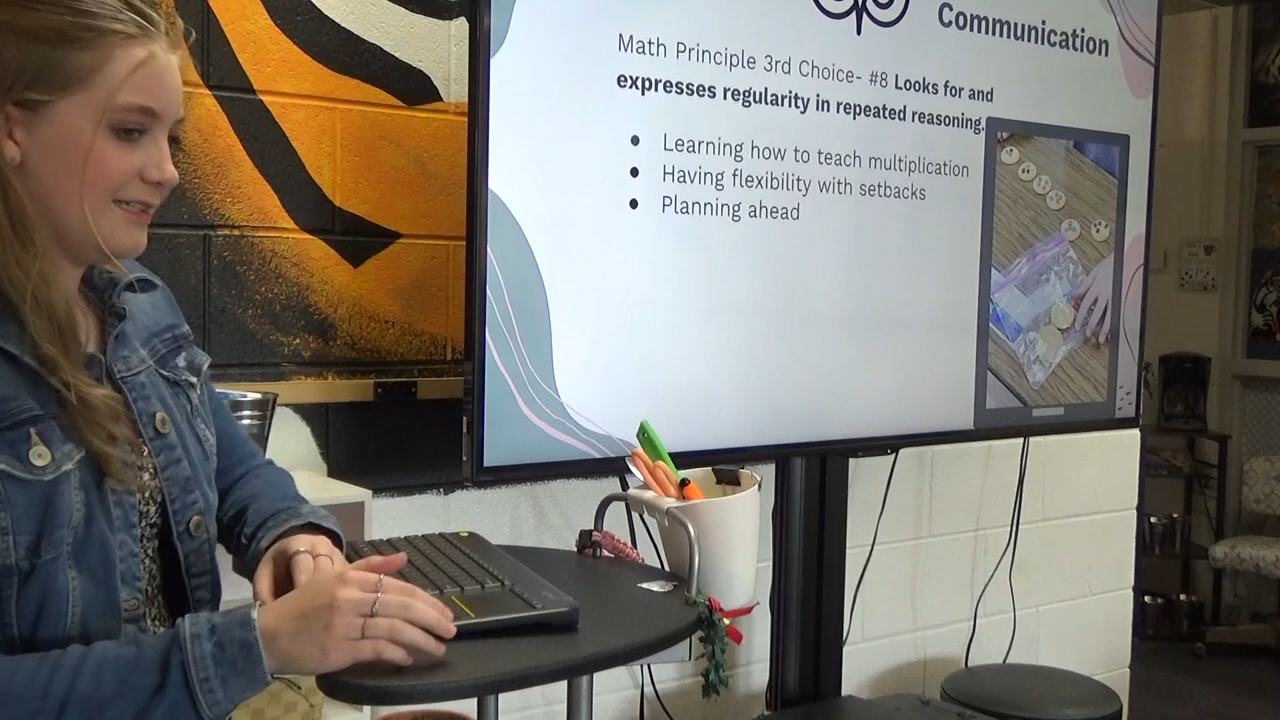 Communication
Math Principle 3rd Choice- #8 Looks for and
expresses regularity in repeated reasoning.
Learning how to teach multiplication
Having flexibility with setbacks
Planning ahead